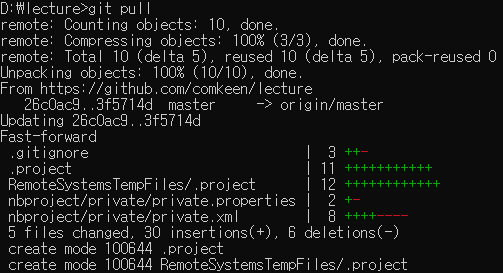 D:₩lecture>git pull
remote: Counting objects: 10, done.
remote: Compressing objects: 100% (3/3), done.
remote: Total 10 (delta 5), reused 10 (delta 5), pack-reused 0
Unpacking objects: 100% (10/10), done.
From https://github.com/comkeen/lecture
   26c0ac9..3f5714d  master     -> origin/master
Updating 26c0ac9..3f5714d
Fast-forward
 .gitignore                           |  3 ++-
 .project                             | 11 +++++++++++
 RemoteSystemsTempFiles/.project      | 12 ++++++++++++
 nbproject/private/private.properties |  2 +-
 nbproject/private/private.xml        |  8 ++++----
 5 files changed, 30 insertions(+), 6 deletions(-)
 create mode 100644 .project
 create mode 100644 RemoteSystemsTempFiles/.project